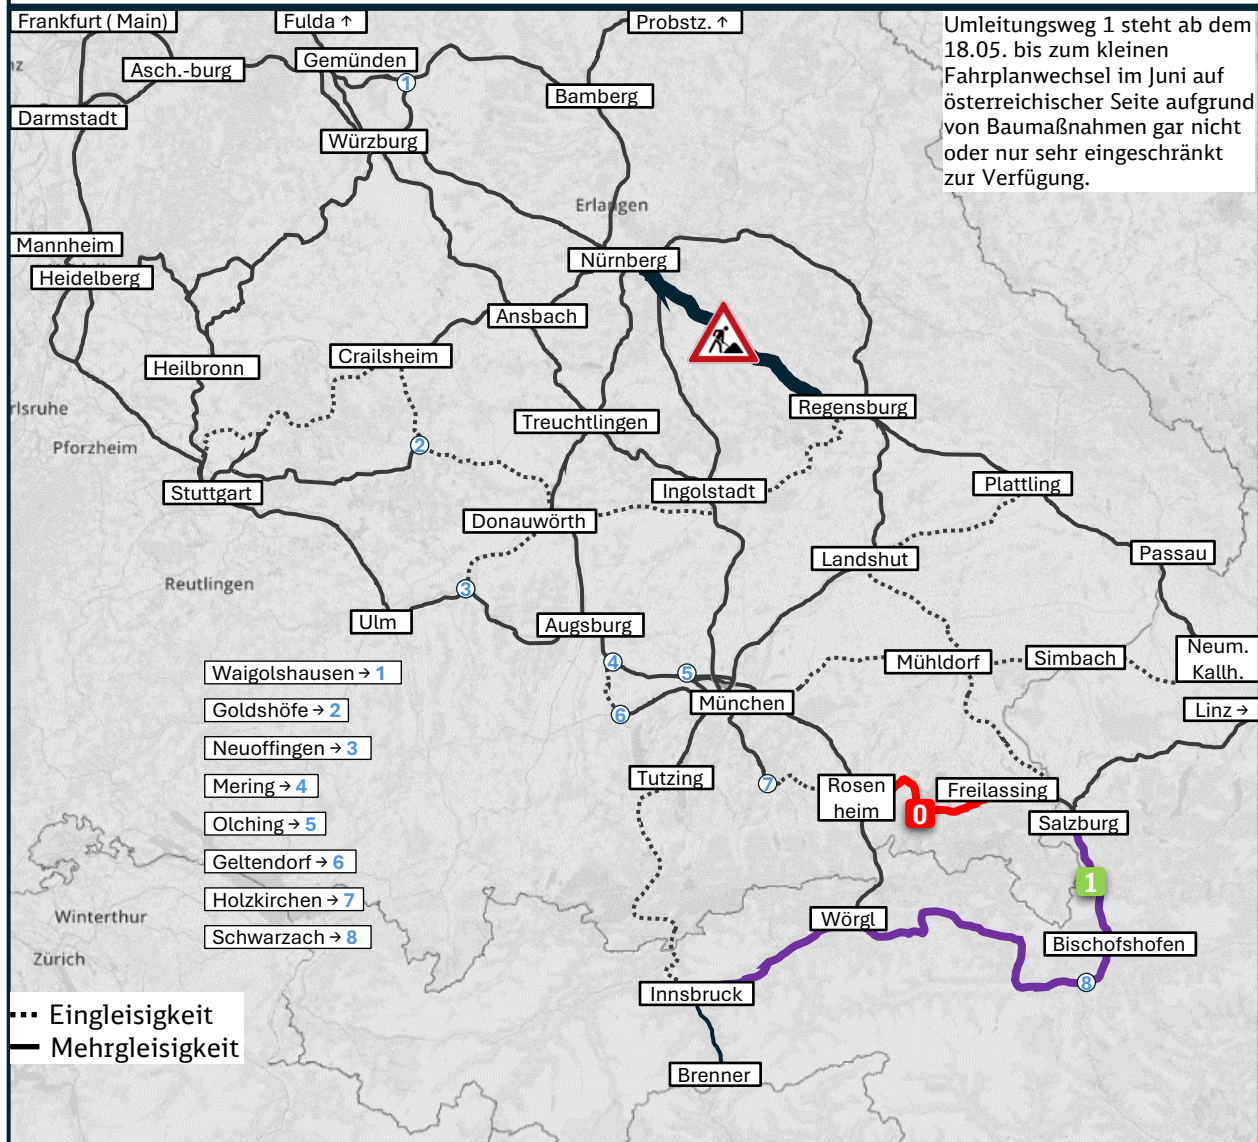 Frankfurt (Main)
Fulda ↑
Probstz. ↑
Umleitungsweg 1 steht ab dem
18.05. bis zum kleinen
Fahrplanwechsel im Juni auf
österreichischer Seite aufgrund
von Baumaßnahmen gar nicht
oder nur sehr eingeschränkt
zur Verfügung.
nz
Asch.-burg
Gemünden
1
Bamberg
Darmstadt
Würzburg
Erlangen
Mannheim
Heidelberg
Nürnberg
Ansbach
Crailsheim
Heilbronn
rlsruhe
Pforzheim
Treuchtlingen
Regensburg
2
Stuttgart
Ingolstadt
Plattling
Donauwörth
Reutlingen
3
Landshut
Passau
Ulm
Augsburg
Neum.
Kallh.
4
5
Mühldorf
Simbach
Waigolshausen → 1
Goldshöfe → 2
Neuoffingen → 3
Mering → 4
Olching → 5
Geltendorf → 6
Holzkirchen → 7
Schwarzach → 8
6
München
Linz →
Tutzing
7
Rosen
heim
Freilassing
0
Salzburg
1
Winterthur
Zürich
Wörgl
Bischofshofen
8
Innsbruck
Eingleisigkeit
Mehrgleisigkeit
Brenner